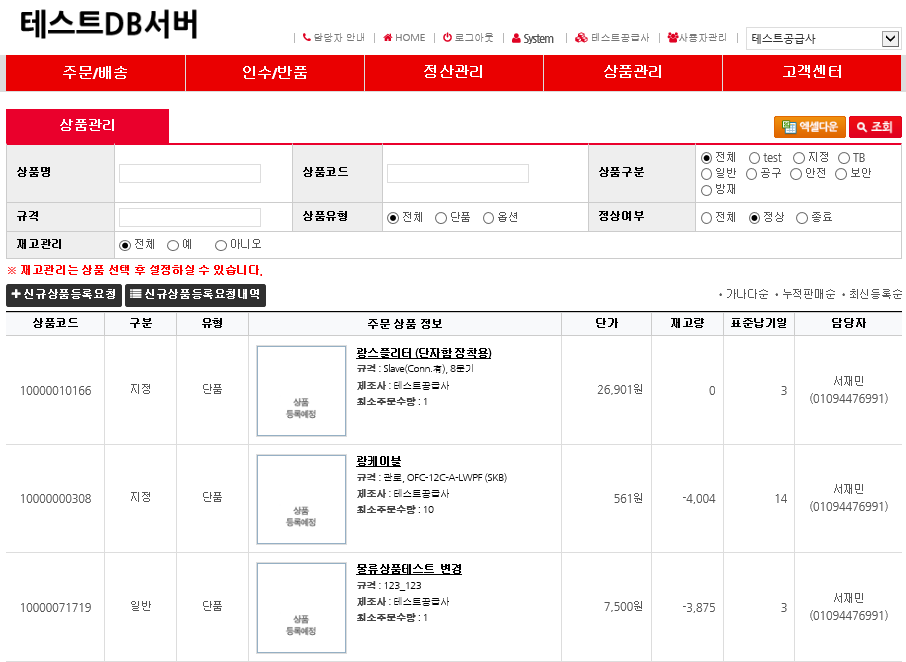 테스트DB서버
담당자 안내 | HOME | 로그아웃 | System | 테스트공급사 | 사용자관리 | 테스트공급사
주문/배송 인수/반품 정산관리 상품관리 고객센터
상품관리 엑셀다운 조회
상품명 상품코드 상품구분 전체 test 지정 TB
일반 공구 안전 보안
방재
규격 상품유형 전체 단품 옵션 정상여부 전체 정상 종료
재고관리 전체 예 아니오
※ 재고관리는 상품 선택 후 설정하실 수 있습니다.
신규상품등록요청 신규상품등록요청내역 • 가나다순 • 누적판매순 • 최신등록순
상품코드 구분 유형 주문 상품 정보 단가 재고량 표준납기일 담당자
10000010166 지정 단품
상품
등록예정
광스플리터 (단자함 장착용)
규격 : Slave(Conn.有), 8분기
제조사 : 테스트공급사
최소주문수량 : 1
26,901원 0 3
서재민
(01094476991)
10000000308 지정 단품
상품
등록예정
광케이블
규격 : 관로, OFC-12C-A-LWPF (SKB)
제조사 : 테스트공급사
최소주문수량 : 10
561원 -4,004 14
서재민
(01094476991)
10000071719 일반 단품
상품
등록예정
물류상품테스트_변경
규격 : 123_123
제조사 : 테스트공급사
최소주문수량 : 1
7,500원 -3,875 3
서재민
(01094476991)